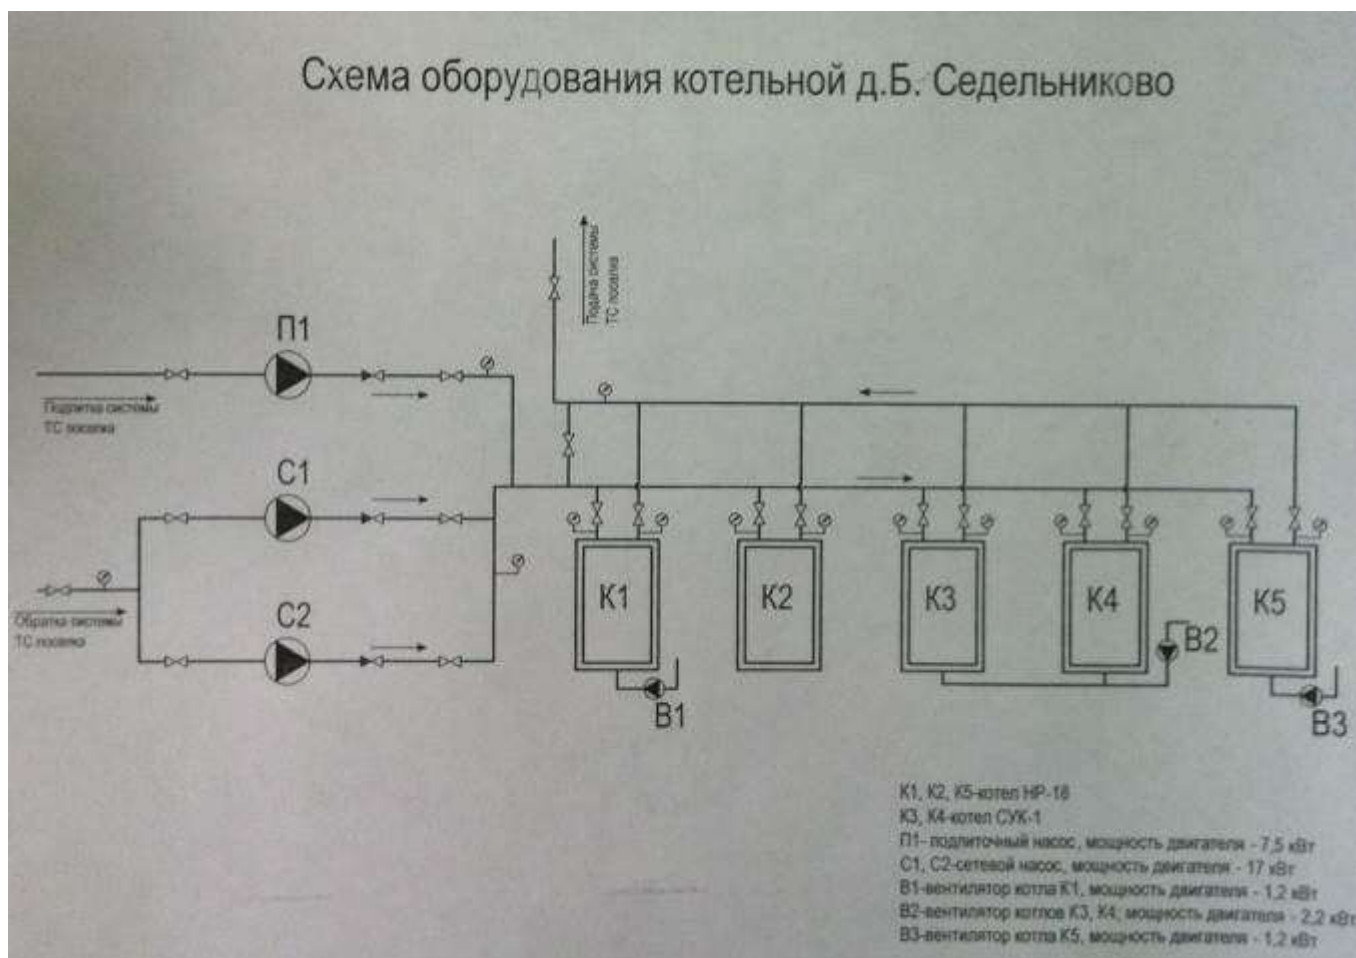 Схема оборудования котельной д.Б. Седельниково
Подача системы
ТС поселка
П1
Подпитка системы
ТС поселка
С1
Обратка системы
ТС поселка
С2
К1
К2
К3
К4
К5
В1
В2
В3
К1, К2, К5-котел НР-18
К3, К4-котел СУК-1
П1- подпиточный насос, мощность двигателя - 7,5 кВт
С1, С2-сетевой насос, мощность двигателя - 17 кВт
В1-вентилятор котла К1, мощность двигателя - 1,2 кВт
В2-вентилятор котлов К3, К4, мощность двигателя - 2,2 кВт
В3-вентилятор котла К5, мощность двигателя - 1,2 кВт